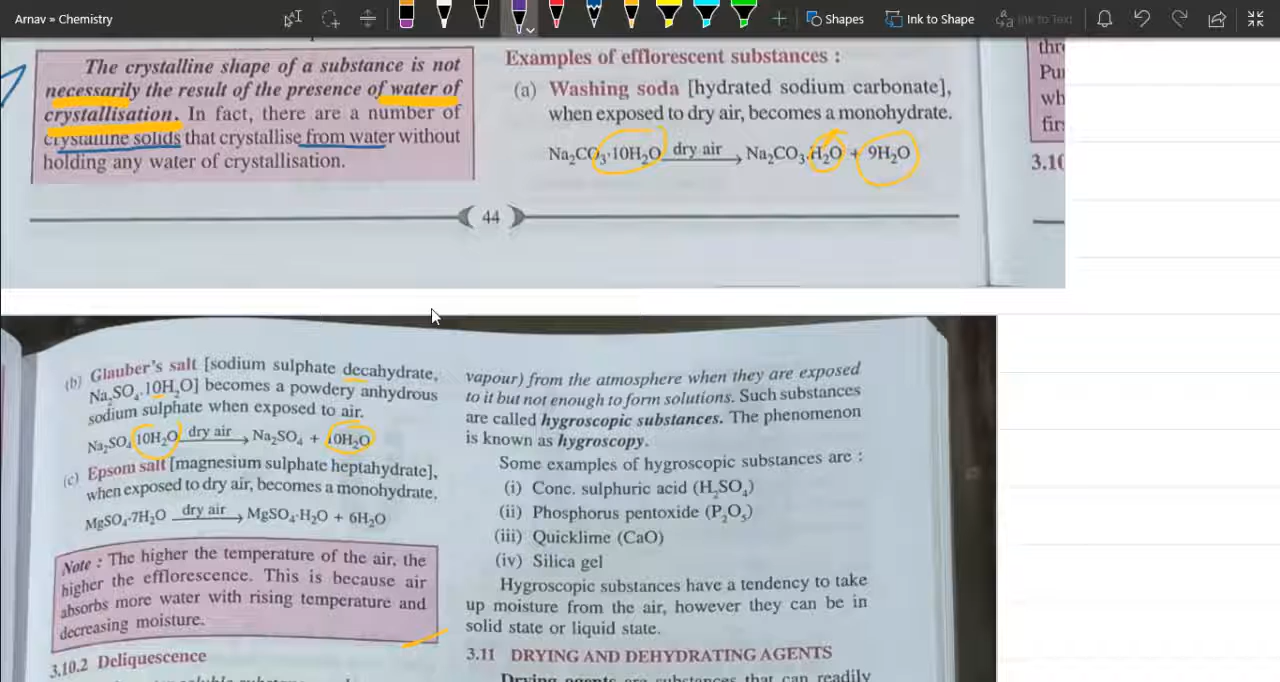 Arnav » Chemistry
Shapes
Ink to Shape
Ink to Text
The crystalline shape of a substance is not
necessarily the result of the presence of water of
crystallisation. In fact, there are a number of
crystalline solids that crystallise from water without
holding any water of crystallisation.
Examples of efflorescent substances :
(a) Washing soda [hydrated sodium carbonate],
when exposed to dry air, becomes a monohydrate.
Na₂CO₃·10H₂O dry air → Na₂CO₃.H₂O + 9H₂O
44
thr
Pu
wh
firs
3.10
(b) Glauber's salt [sodium sulphate decahydrate,
Na₂SO₄.10H₂O] becomes a powdery anhydrous
sodium sulphate when exposed to air.
Na₂SO₄ 10H₂O dry air → Na₂SO₄ + 10H₂O
(c) Epsom salt [magnesium sulphate heptahydrate],
when exposed to dry air, becomes a monohydrate.
MgSO₄·7H₂O dry air → MgSO₄·H₂O + 6H₂O
Note : The higher the temperature of the air, the
higher the efflorescence. This is because air
absorbs more water with rising temperature and
decreasing moisture.
3.10.2 Deliquescence
vapour) from the atmosphere when they are exposed
to it but not enough to form solutions. Such substances
are called hygroscopic substances. The phenomenon
is known as hygroscopy.
Some examples of hygroscopic substances are :
(i) Conc. sulphuric acid (H₂SO₄)
(ii) Phosphorus pentoxide (P₂O₅)
(iii) Quicklime (CaO)
(iv) Silica gel
Hygroscopic substances have a tendency to take
up moisture from the air, however they can be in
solid state or liquid state.
3.11 DRYING AND DEHYDRATING AGENTS
Drying agents are substances that can readily